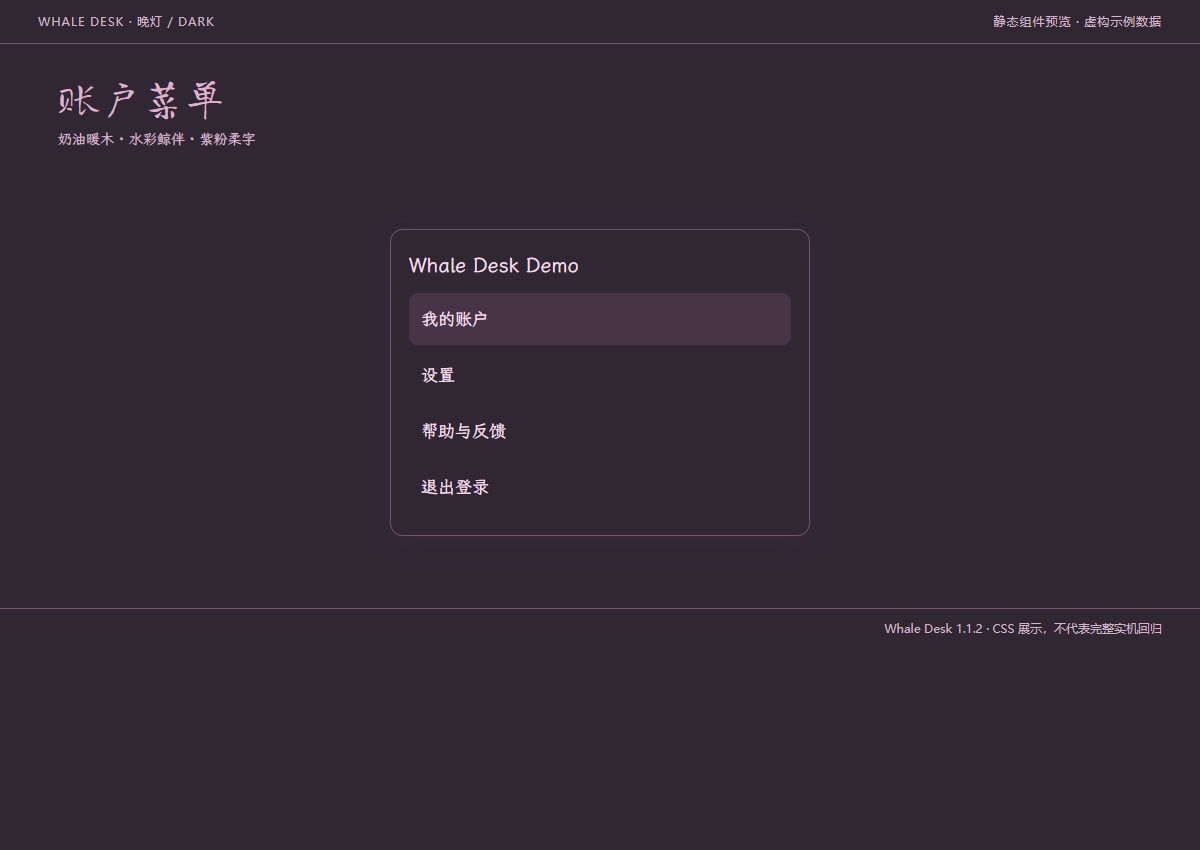 WHALE DESK · 晚灯 / DARK
静态组件预览 · 虚构示例数据
账户菜单
奶油暖木 · 水彩鲸伴 · 紫粉柔字
Whale Desk Demo
我的账户
设置
帮助与反馈
退出登录
Whale Desk 1.1.2 · CSS 展示，不代表完整实机回归